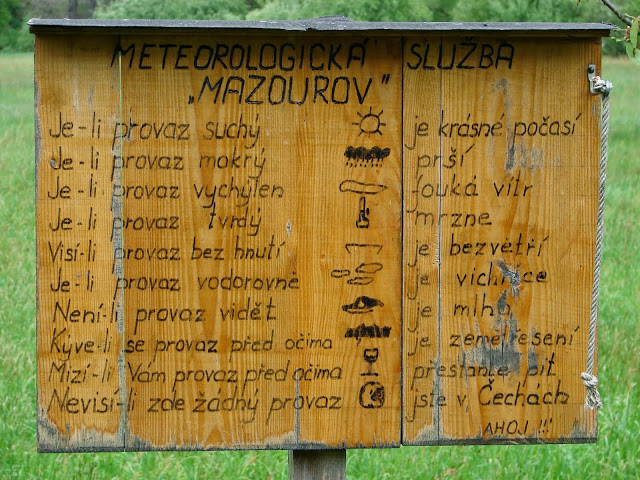 METEOROLOGICKÁ SLUŽBA
„MAZOUROV”
Je-li provaz suchý je krásné počasí
Je-li provaz mokrý prší
Je-li provaz vychýlen fouká vítr
Je-li provaz tvrdý mrzne
Visí-li provaz bez hnutí je bezvětří
Je-li provaz vodorovně je vichřice
Není-li provaz vidět je mlha
Kýve-li se provaz před očima je zemětřesení
Mizí-li Vám provaz před očima přestaňte pít
Nevisí-li zde žádný provaz jste v Čechách
AHOJ !!!